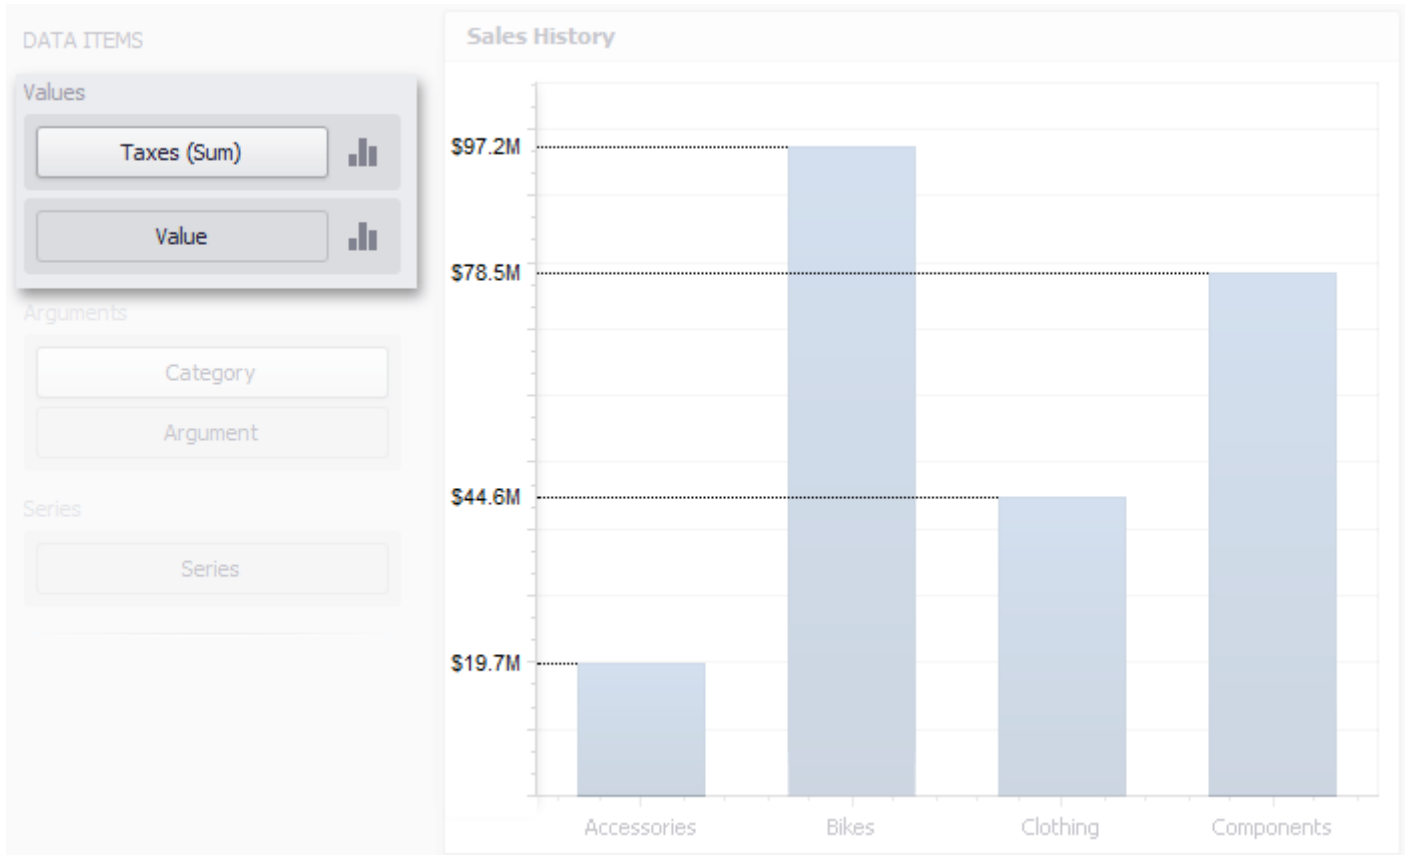 DATA ITEMS
Values
Taxes (Sum)
Value
Arguments
Category
Argument
Series
Series
Sales History
$97.2M
$78.5M
$44.6M
$19.7M
Accessories Bikes Clothing Components